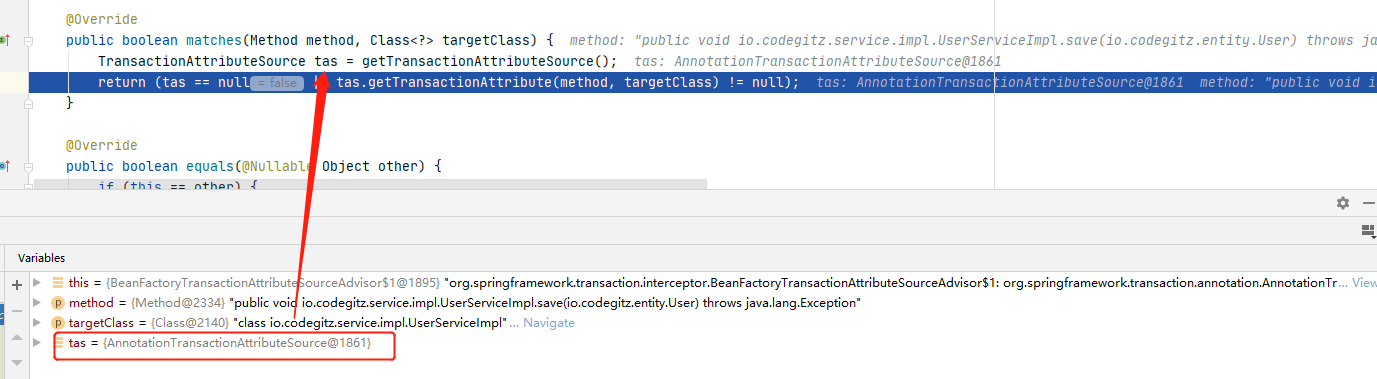 @Override
public boolean matches(Method method, Class<?> targetClass) { method: "public void io.codegitz.service.impl.UserServiceImpl.save(io.codegitz.entity.User) throws jav
TransactionAttributeSource tas = getTransactionAttributeSource(); tas: AnnotationTransactionAttributeSource@1861
return (tas == null = false || tas.getTransactionAttribute(method, targetClass) != null); tas: AnnotationTransactionAttributeSource@1861 method: "public void i
}
@Override
public boolean equals(@Nullable Object other) {
if (this == other) {
Variables
this = {BeanFactoryTransactionAttributeSourceAdvisor$1@1895} "org.springframework.transaction.interceptor.BeanFactoryTransactionAttributeSourceAdvisor$1: org.springframework.transaction.annotation.AnnotationTr... View
method = {Method@2334} "public void io.codegitz.service.impl.UserServiceImpl.save(io.codegitz.entity.User) throws java.lang.Exception"
targetClass = {Class@2140} "class io.codegitz.service.impl.UserServiceImpl" ... Navigate
tas = {AnnotationTransactionAttributeSource@1861}